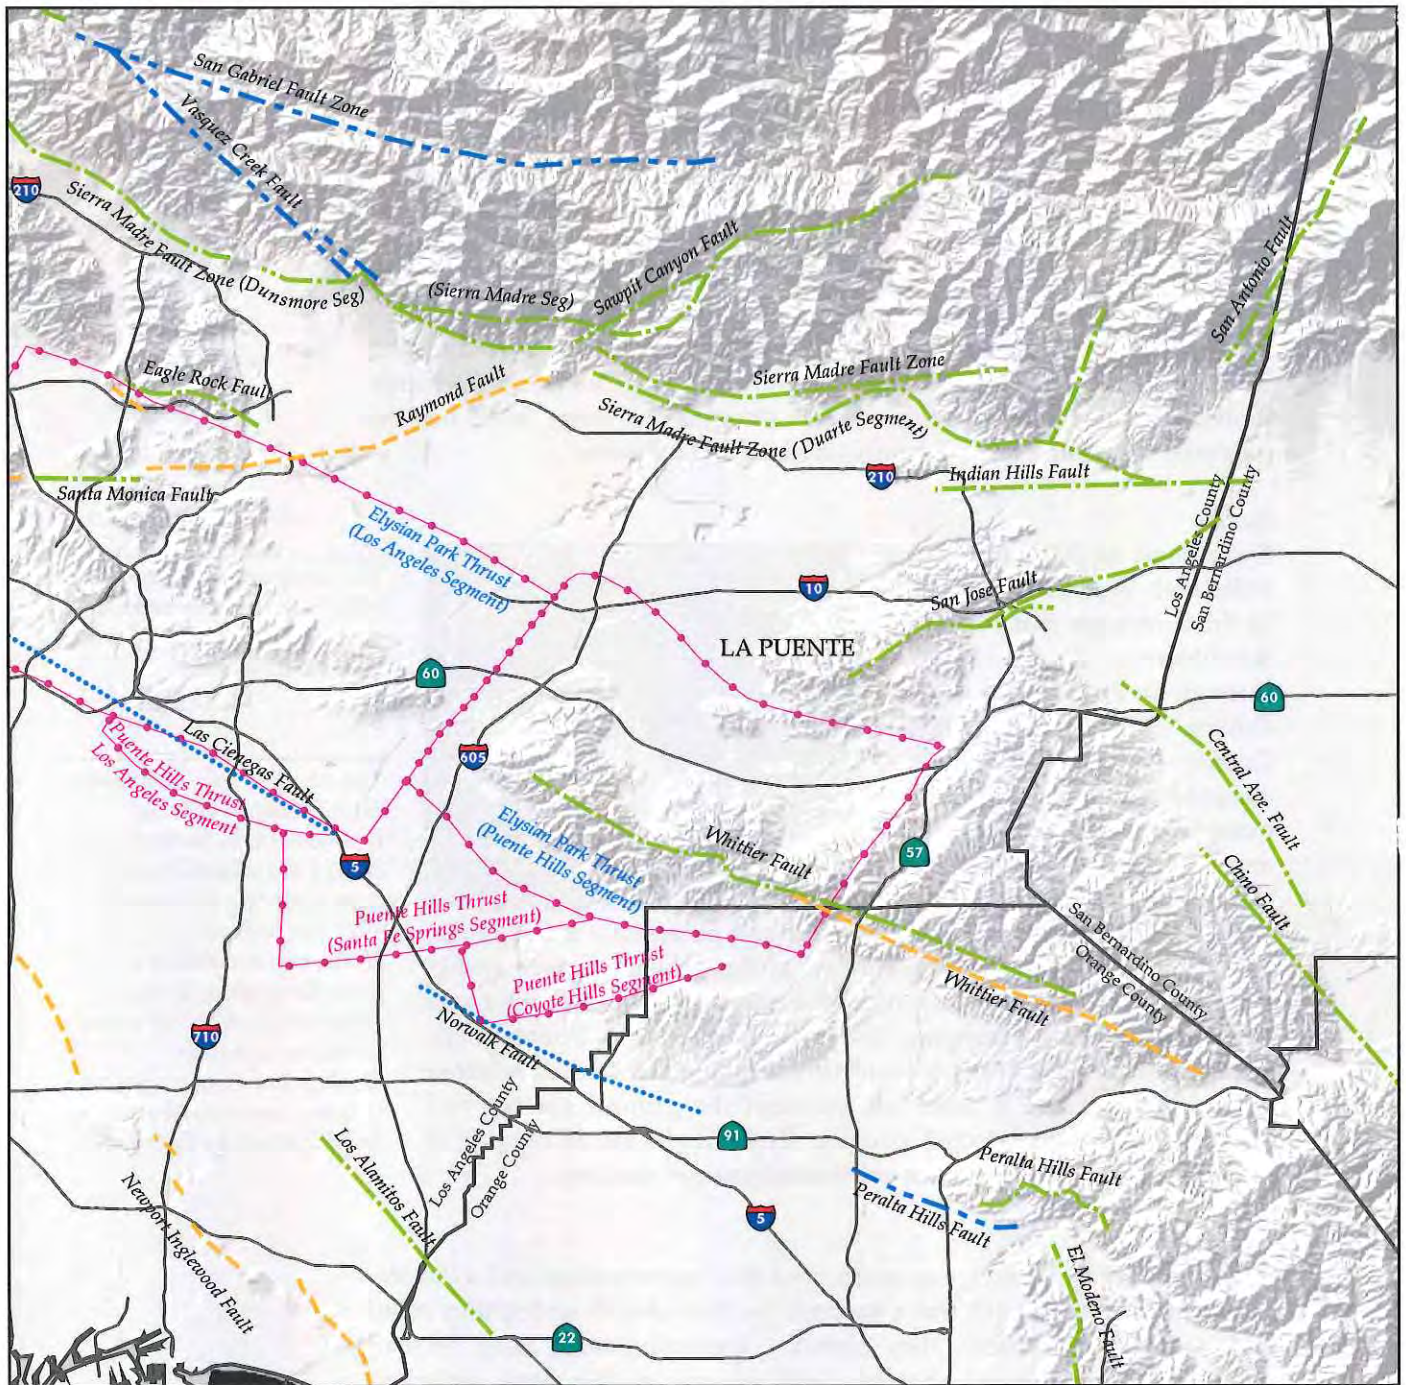 San Gabriel Fault Zone
Vasquez Creek Fault
210
Sierra Madre Fault Zone (Dunsmore Seg)
(Sierra Madre Seg)
Sawpit Canyon Fault
San Antonio Fault
Eagle Rock Fault
Raymond Fault
Sierra Madre Fault Zone
Sierra Madre Fault Zone (Duarte Segment)
210
Indian Hills Fault
Santa Monica Fault
Los Angeles County
San Bernardino County
Elysian Park Thrust
(Los Angeles Segment)
10
San Jose Fault
LA PUENTE
60
60
Las Cienegas Fault
Puente Hills Thrust
Los Angeles Segment
605
Central Ave. Fault
Elysian Park Thrust
(Puente Hills Segment)
Whittier Fault
57
5
Chino Fault
Puente Hills Thrust
(Santa Fe Springs Segment)
San Bernardino County
Orange County
Puente Hills Thrust
(Coyote Hills Segment)
Whittier Fault
710
Norwalk Fault
Los Angeles County
Orange County
91
Los Alamitos Fault
Peralta Hills Fault
Peralta Hills Fault
Newport Inglewood Fault
5
El Modeno Fault
22